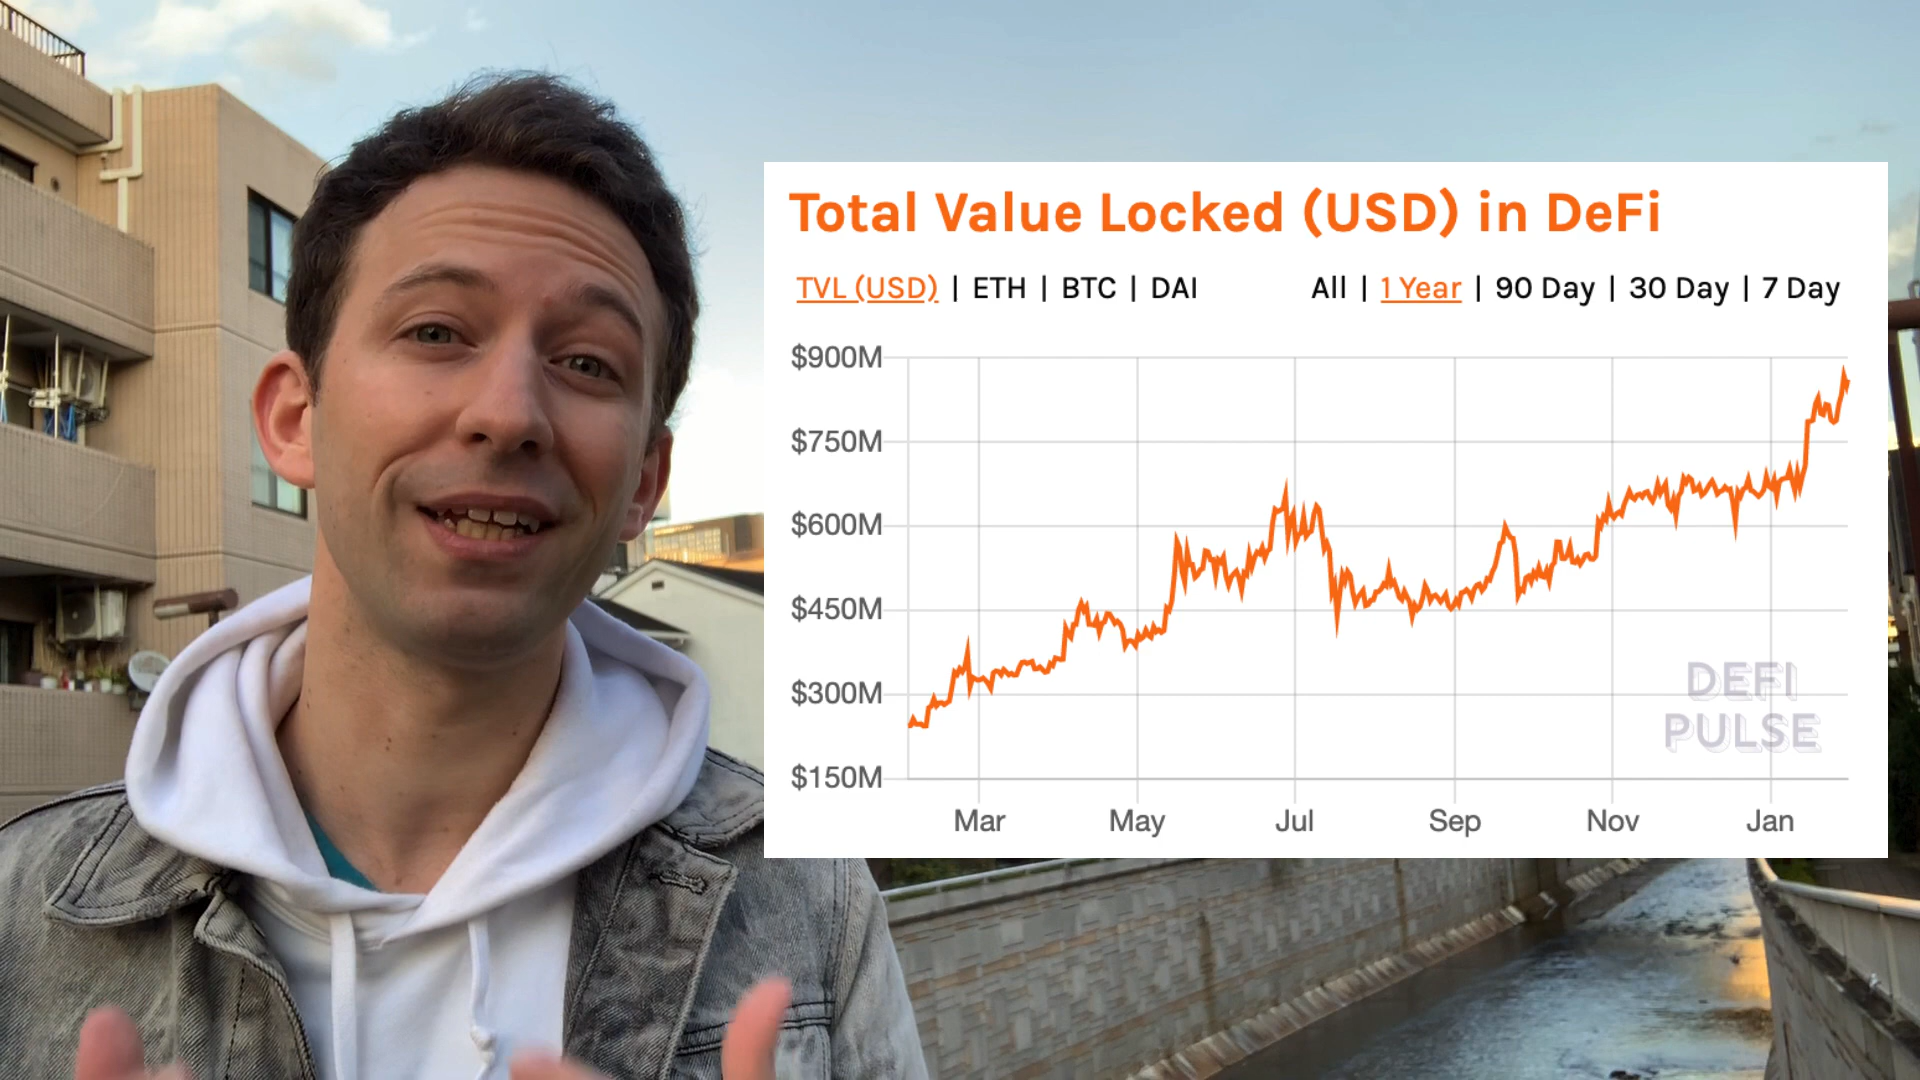 Total Value Locked (USD) in DeFi
TVL (USD) | ETH | BTC | DAI All | 1 Year | 90 Day | 30 Day | 7 Day
$900M
$750M
$600M
$450M
$300M
$150M
DEFI
PULSE
Mar May Jul Sep Nov Jan